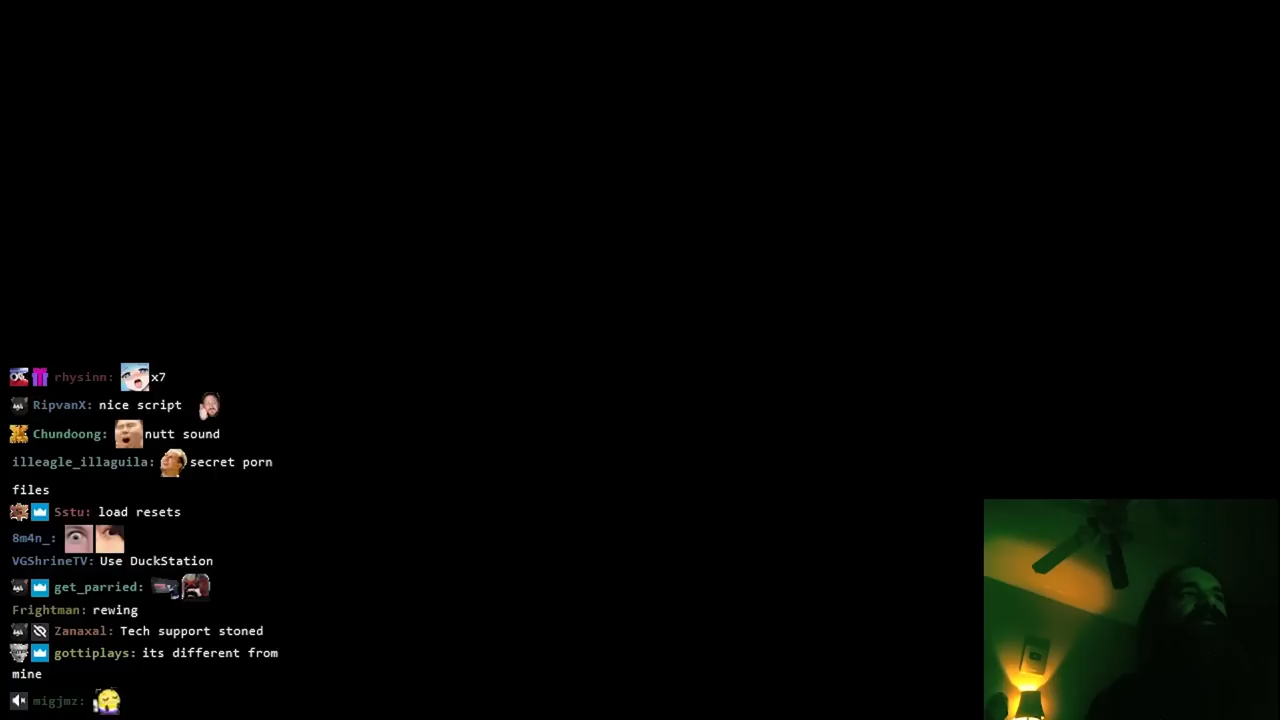 rhysinn: x7
RipvanX: nice script
Chundoong: nutt sound
illeagle_illaguila: secret porn
files
Sstu: load resets
8m4n_:
VGShrineTV: Use DuckStation
get_parried:
Frightman: rewing
Zanaxal: Tech support stoned
gottiplays: its different from
mine
migjmz: